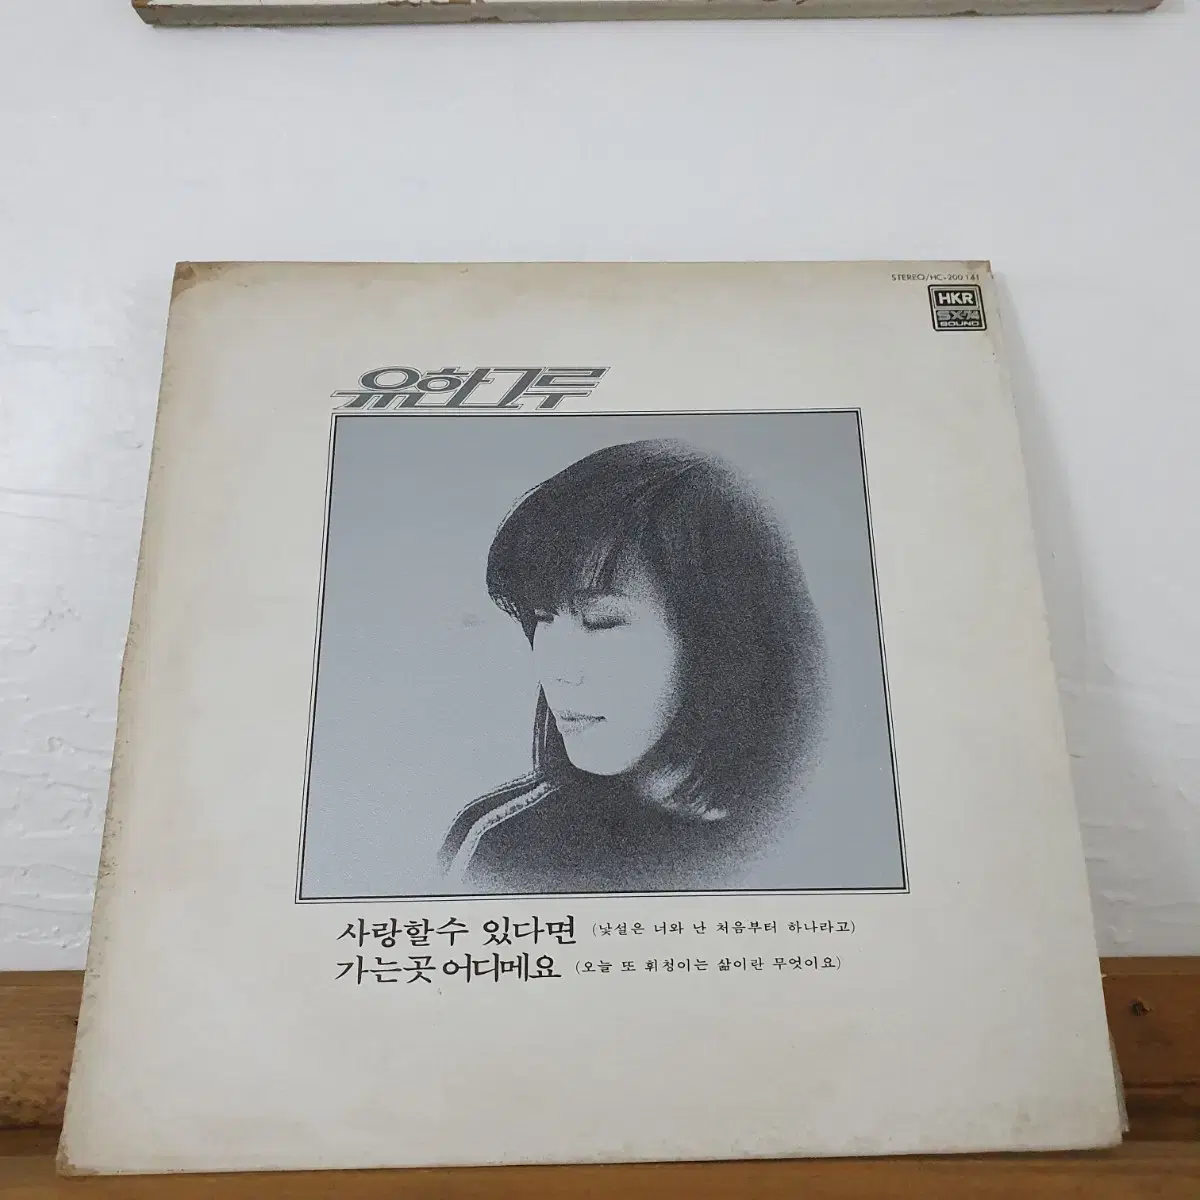 STEREO/HC-200141
HKR
SX-74
SOUND
유한그루
사랑할수 있다면 (낯설은 너와 난 처음부터 하나라고)
가는곳 어디메요 (오늘 또 휘청이는 삶이란 무엇이요)